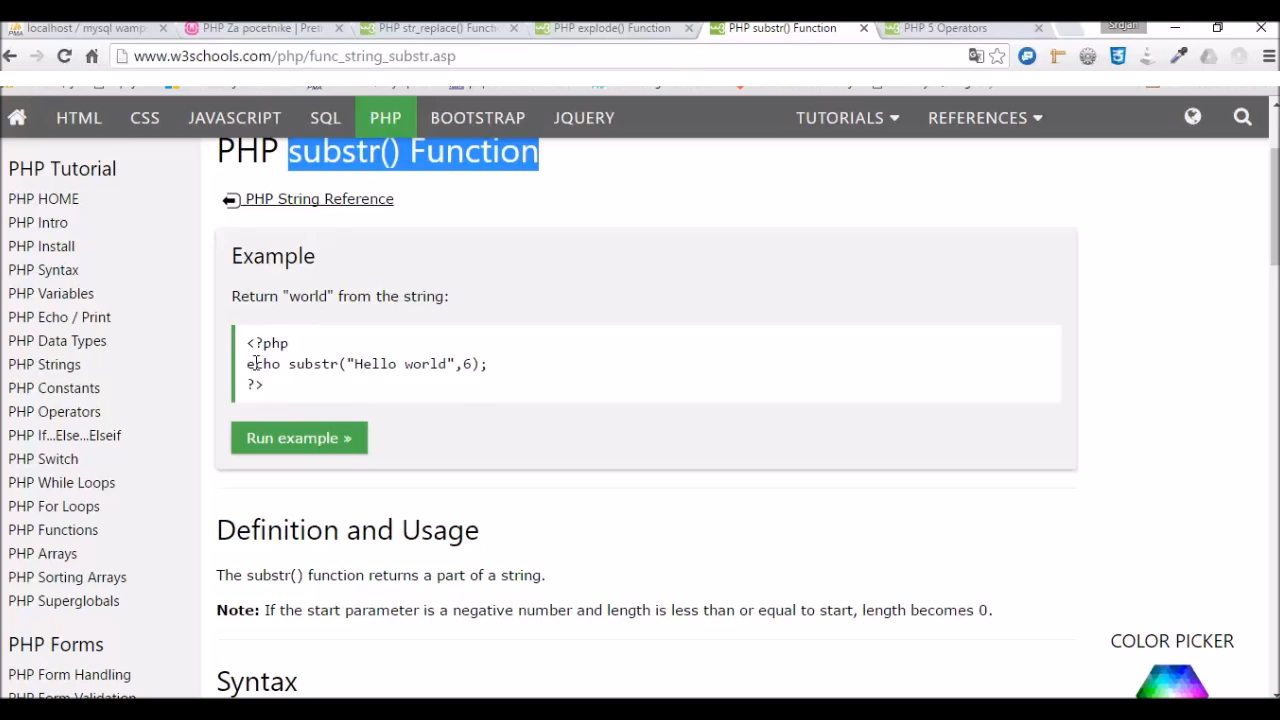 localhost / mysql wamp
PHP Za pocetnike | Preti
PHP str_replace() Functi
PHP explode() Function
PHP substr() Function
PHP 5 Operators
Srdjan
www.w3schools.com/php/func_string_substr.asp
HTML
CSS
JAVASCRIPT
SQL
PHP
BOOTSTRAP
JQUERY
TUTORIALS
REFERENCES
PHP Tutorial
PHP HOME
PHP Intro
PHP Install
PHP Syntax
PHP Variables
PHP Echo / Print
PHP Data Types
PHP Strings
PHP Constants
PHP Operators
PHP If...Else...Elseif
PHP Switch
PHP While Loops
PHP For Loops
PHP Functions
PHP Arrays
PHP Sorting Arrays
PHP Superglobals
PHP Forms
PHP Form Handling
PHP Form Validation
PHP substr() Function
PHP String Reference
Example
Return "world" from the string:
<?php
echo substr("Hello world",6);
?>
Run example »
Definition and Usage
The substr() function returns a part of a string.
Note: If the start parameter is a negative number and length is less than or equal to start, length becomes 0.
Syntax
COLOR PICKER